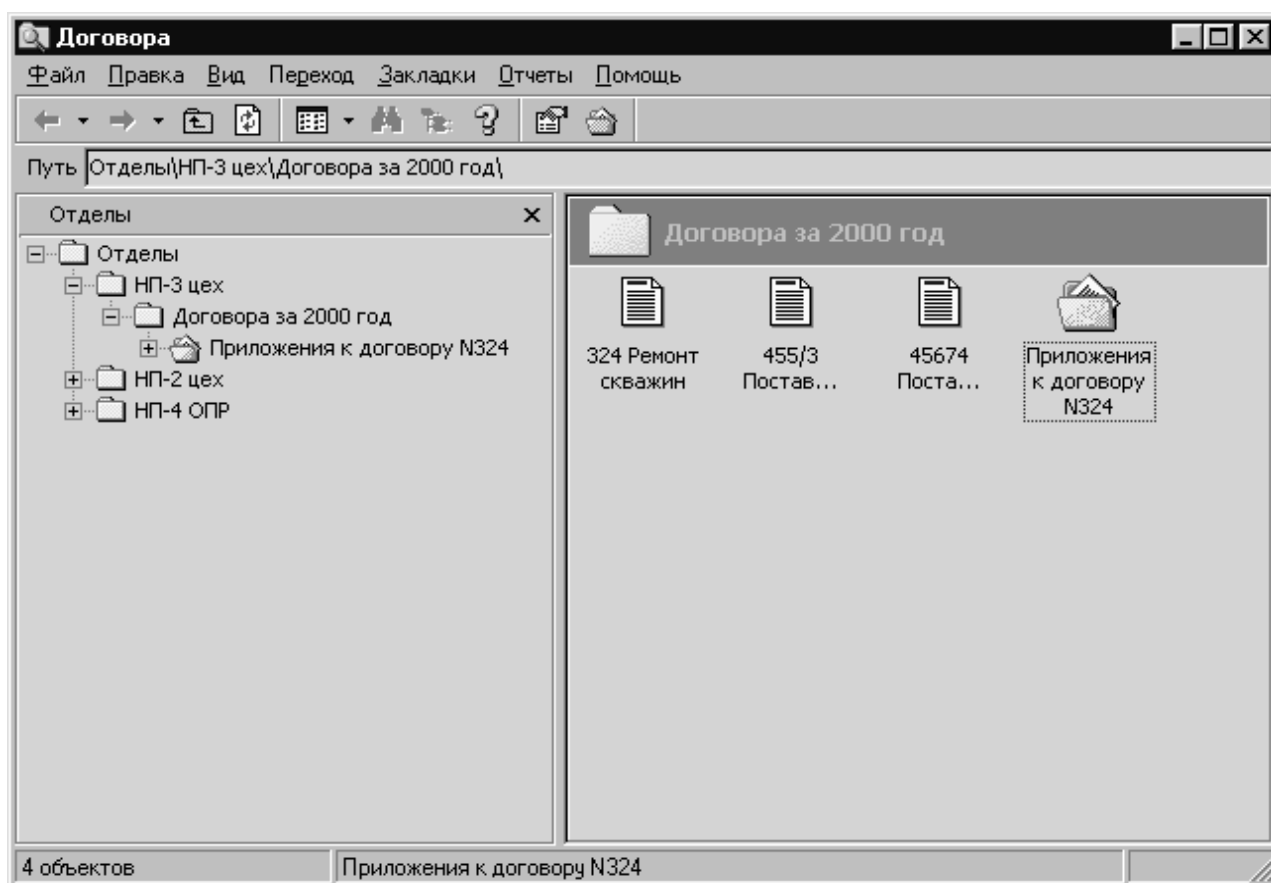 Договора
Файл Правка Вид Переход Закладки Отчеты Помощь
Путь Отделы\НП-3 цех\Договора за 2000 год\
Отделы
Отделы
НП-3 цех
Договора за 2000 год
Приложения к договору N324
НП-2 цех
НП-4 ОПР
Договора за 2000 год
324 Ремонт
скважин
455/3
Постав...
45674
Поста...
Приложения
к договору
N324
4 объектов
Приложения к договору N324